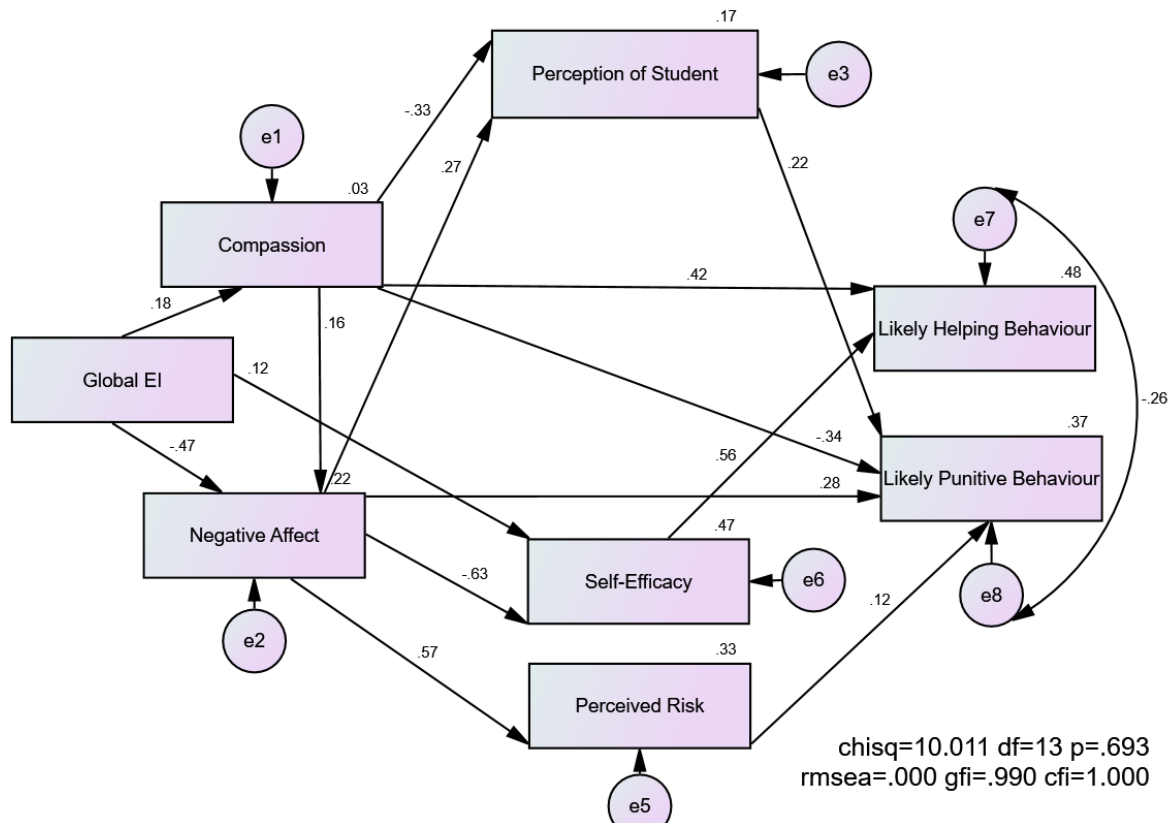 .17
Perception of Student
e3
-.33
e1
.27
.22
.03
Compassion
e7
.42
.48
.18
.16
Likely Helping Behaviour
Global EI
.12
-.26
-.47
-.34
.37
.56
.22
.28
Likely Punitive Behaviour
Negative Affect
.47
-.63
Self-Efficacy
e6
e8
.12
e2
.57
.33
Perceived Risk
chisq=10.011 df=13 p=.693
rmsea=.000 gfi=.990 cfi=1.000
e5